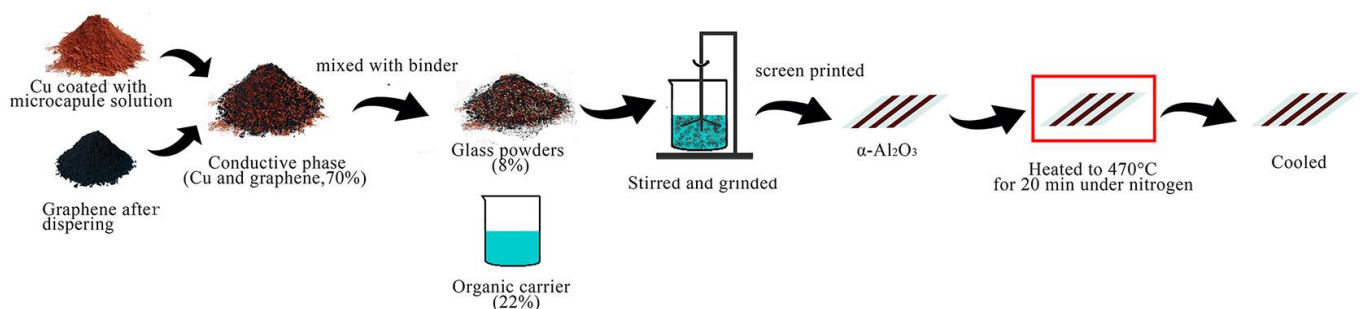 Cu coated with
microcapule solution
Graphene after
dispering
Conductive phase
(Cu and graphene,70%)
mixed with binder
Glass powders
(8%)
Organic carrier
(22%)
Stirred and grinded
screen printed
α-Al₂O₃
Heated to 470°C
for 20 min under nitrogen
Cooled